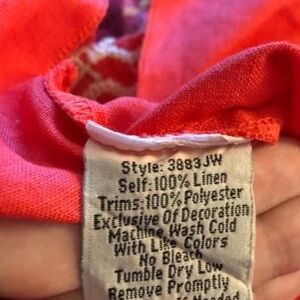 Style: 3883JW
Self:100% Linen
Trims:100% Polyester
Exclusive Of Decoration
Machine Wash Cold
With Like Colors
No Bleach
Tumble Dry Low
Remove Promptly
Needed